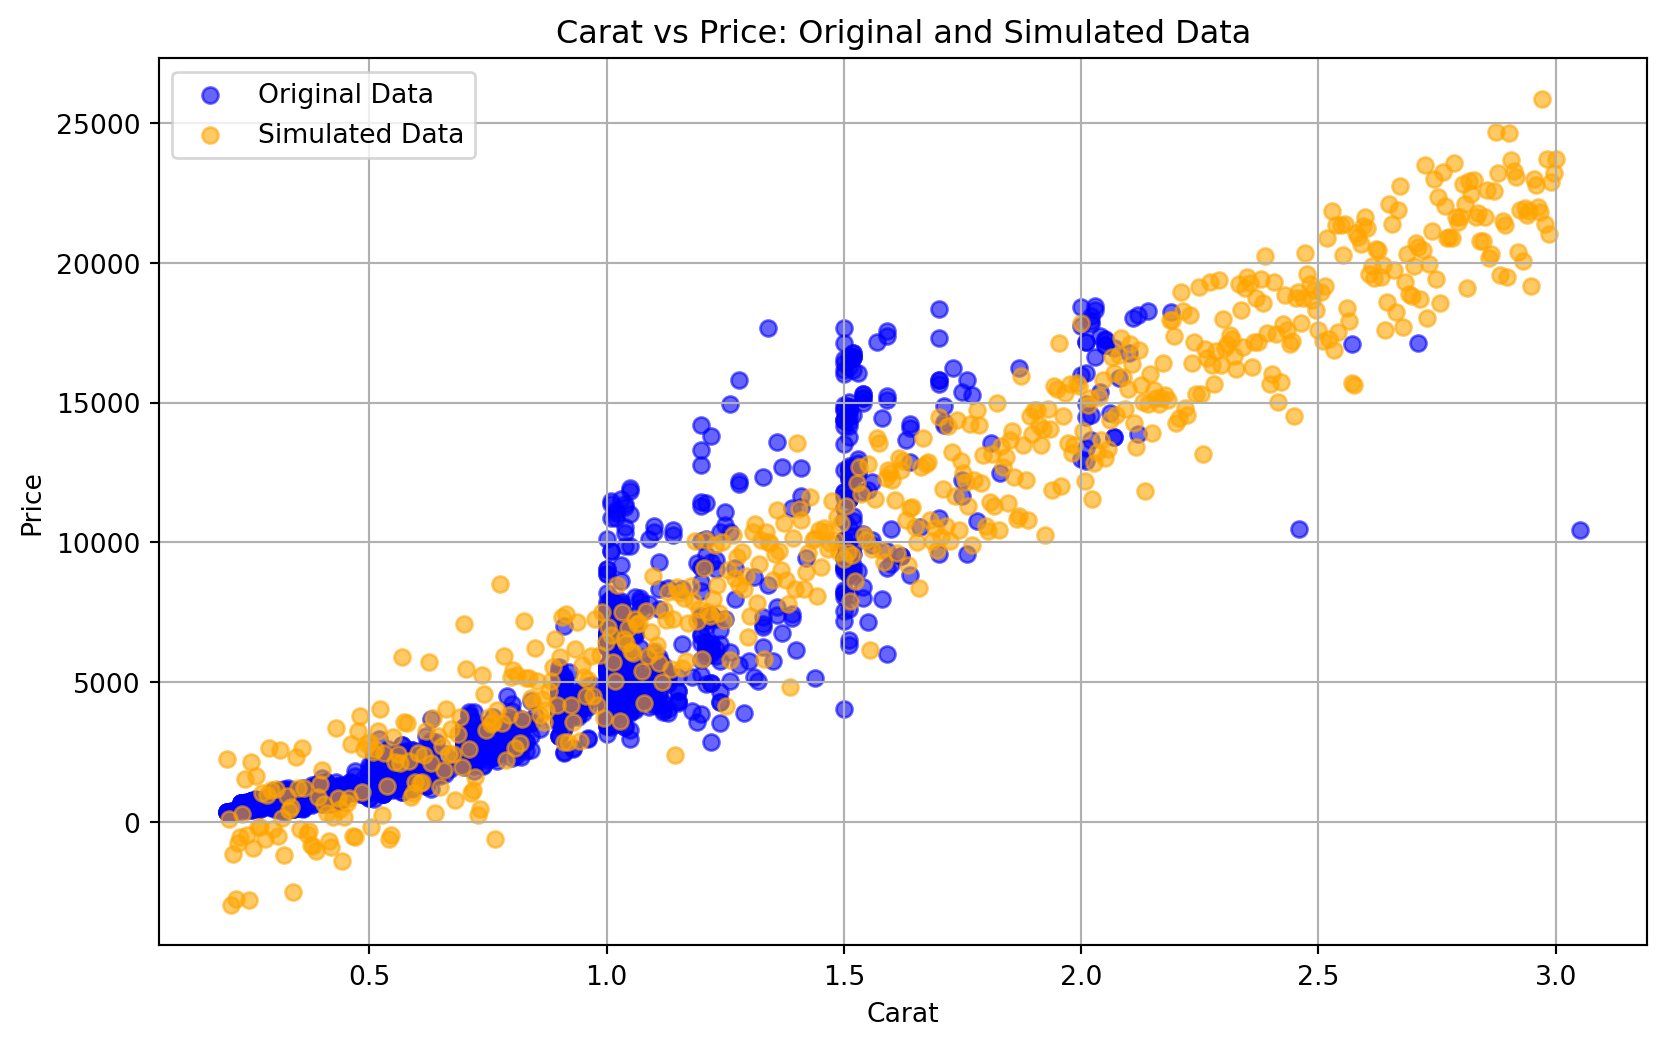 Carat vs Price: Original and Simulated Data
Original Data
Simulated Data
25000
20000
15000
10000
5000
0
Price
0.5 1.0 1.5 2.0 2.5 3.0
Carat